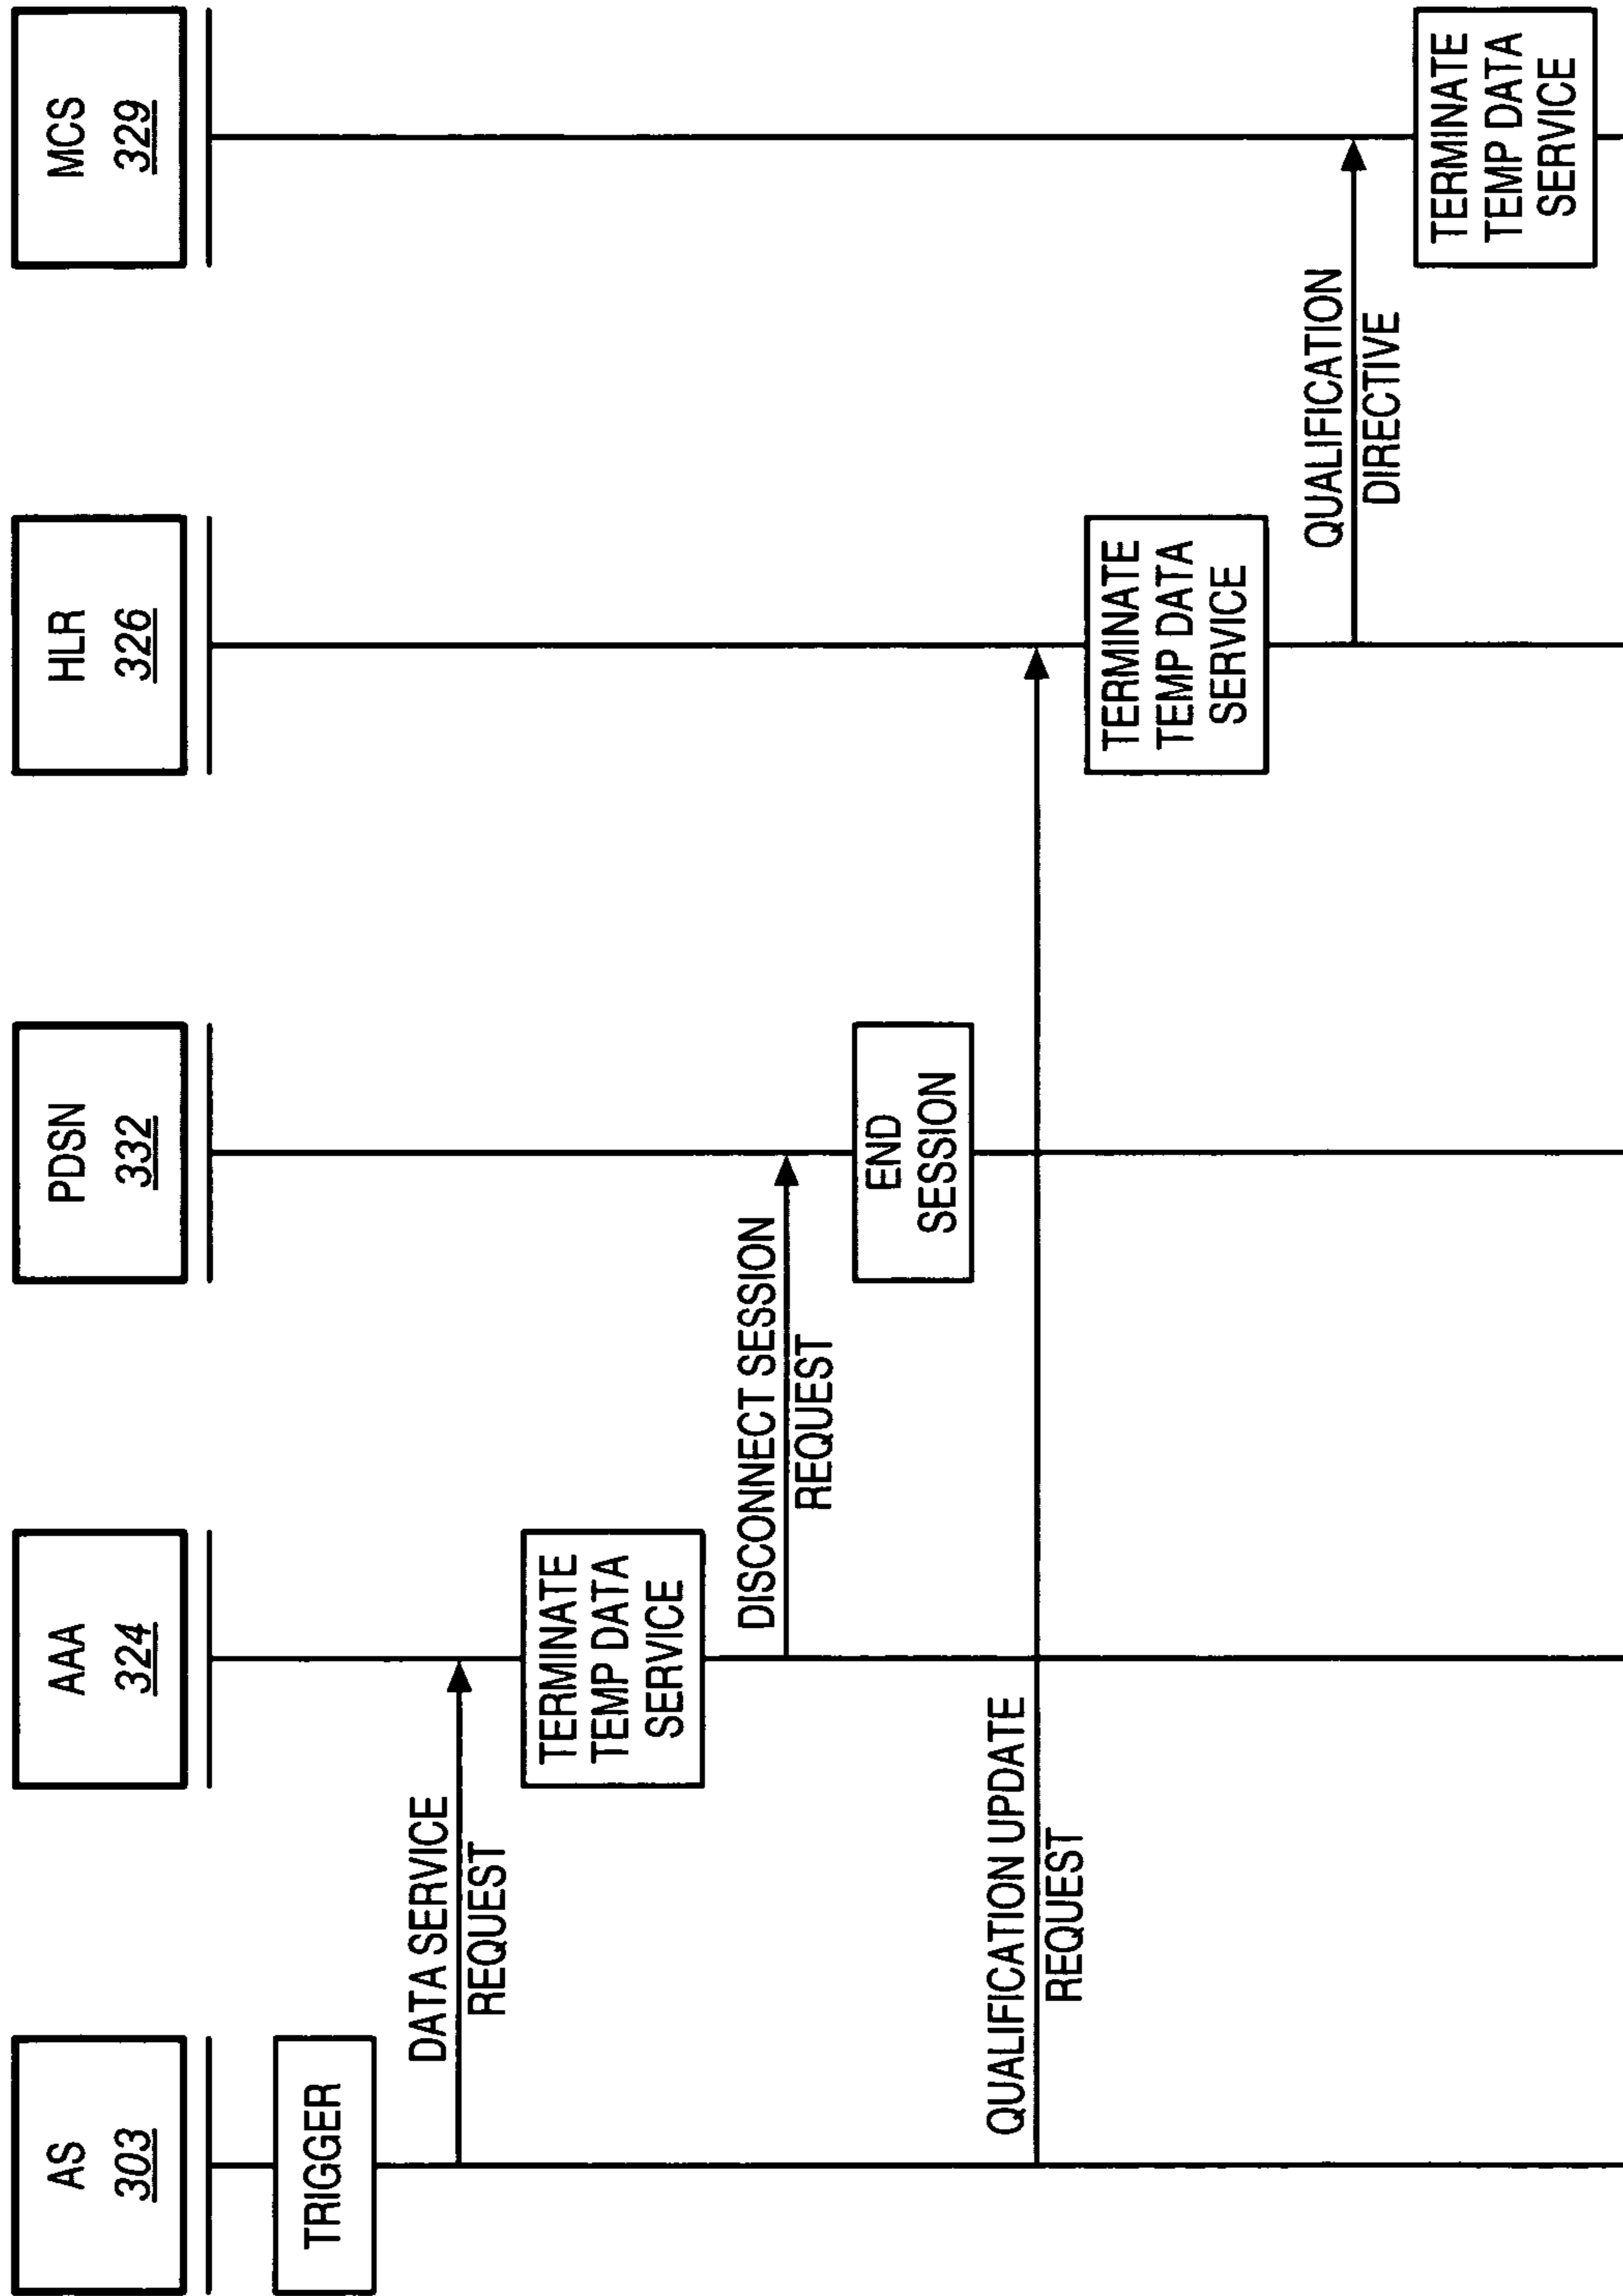 AS
303
AAA
324
PDSN
332
HLR
326
MCS
329
TRIGGER
DATA SERVICE
REQUEST
TERMINATE
TEMP DATA
SERVICE
DISCONNECT SESSION
REQUEST
END
SESSION
QUALIFICATION UPDATE
REQUEST
TERMINATE
TEMP DATA
SERVICE
QUALIFICATION
DIRECTIVE
TERMINATE
TEMP DATA
SERVICE